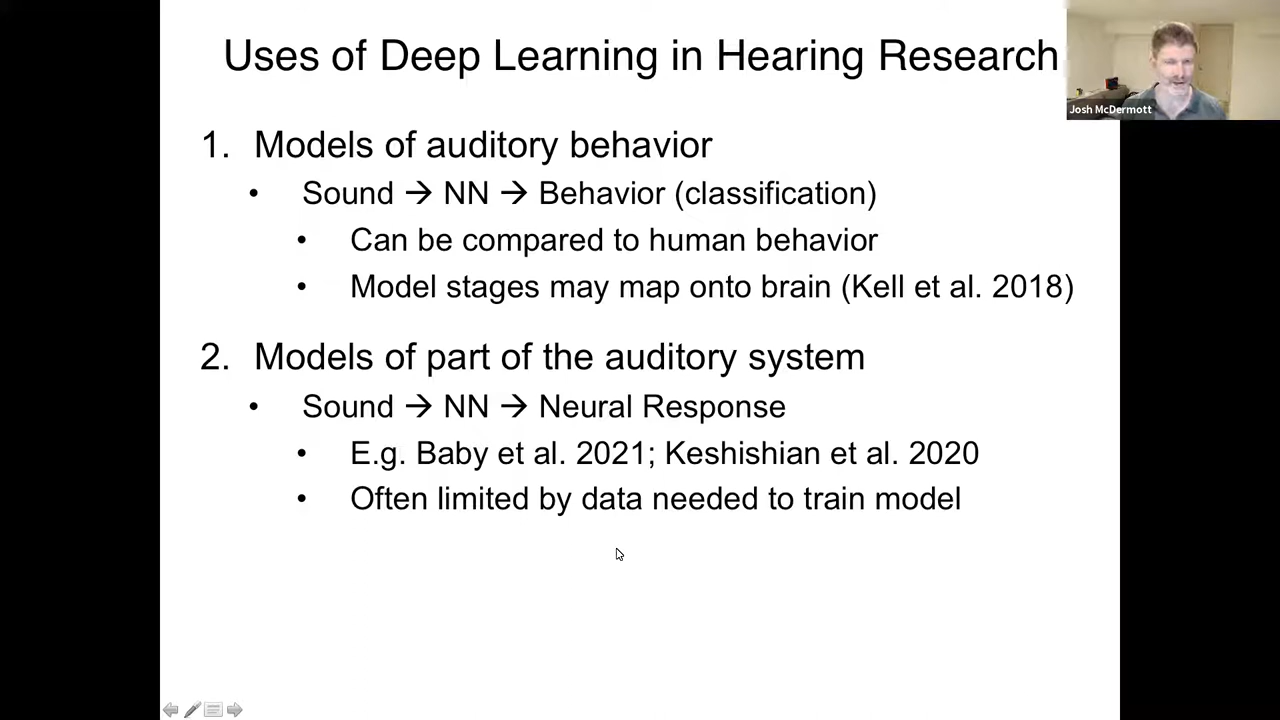 Uses of Deep Learning in Hearing Research
Josh McDermott
1. Models of auditory behavior
• Sound → NN → Behavior (classification)
• Can be compared to human behavior
• Model stages may map onto brain (Kell et al. 2018)
2. Models of part of the auditory system
• Sound → NN → Neural Response
• E.g. Baby et al. 2021; Keshishian et al. 2020
• Often limited by data needed to train model